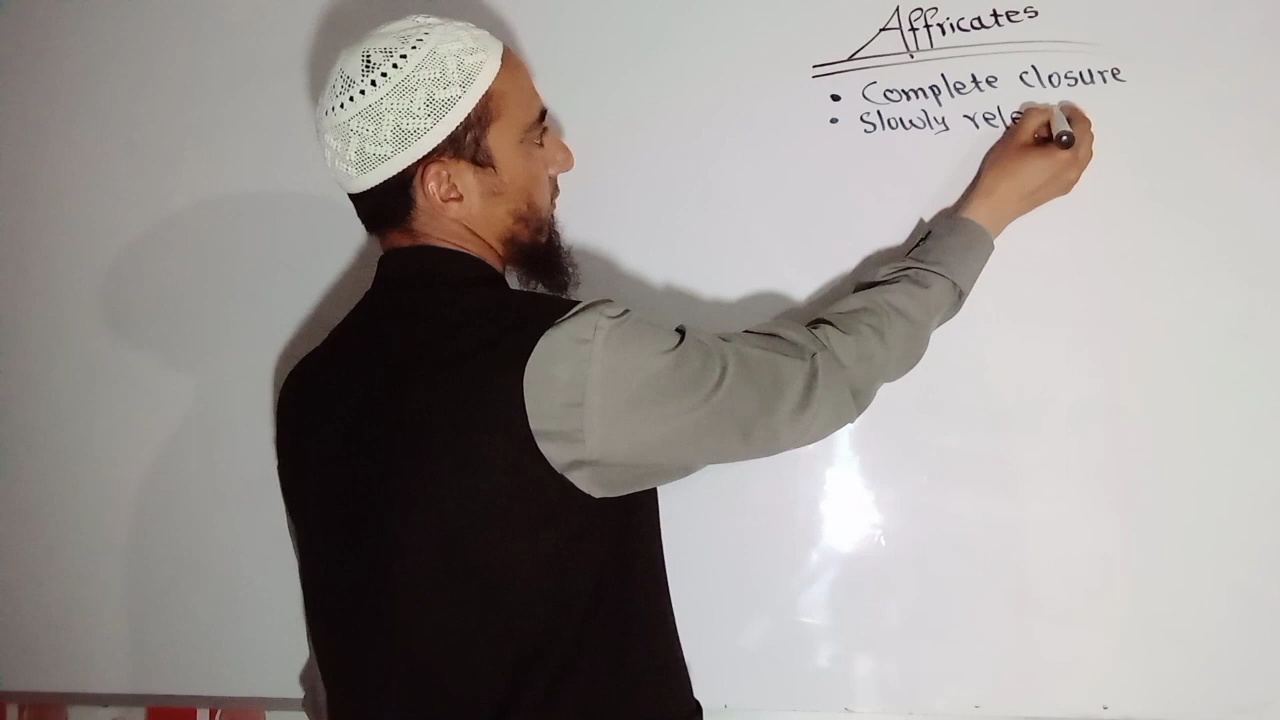 Affricates
• Complete closure
• Slowly rele